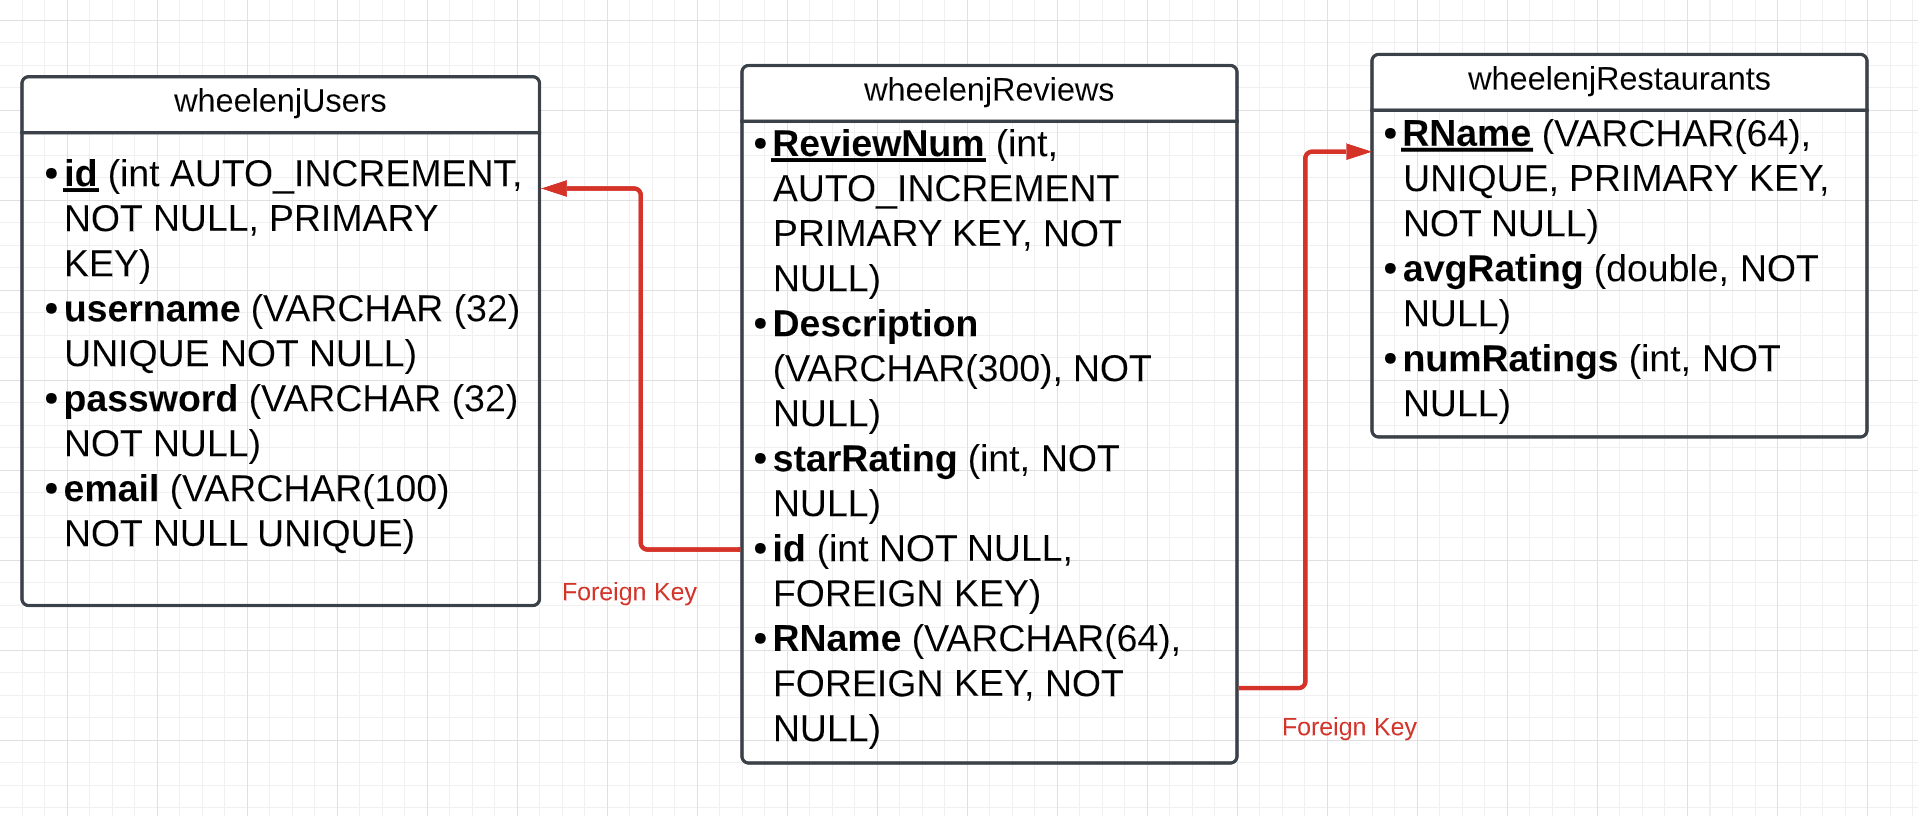 wheelenjUsers
• id (int AUTO_INCREMENT,
NOT NULL, PRIMARY
KEY)
• username (VARCHAR (32)
UNIQUE NOT NULL)
• password (VARCHAR (32)
NOT NULL)
• email (VARCHAR(100)
NOT NULL UNIQUE)
Foreign Key
wheelenjReviews
• ReviewNum (int,
AUTO_INCREMENT
PRIMARY KEY, NOT
NULL)
• Description
(VARCHAR(300), NOT
NULL)
• starRating (int, NOT
NULL)
• id (int NOT NULL,
FOREIGN KEY)
• RName (VARCHAR(64),
FOREIGN KEY, NOT
NULL)
Foreign Key
wheelenjRestaurants
• RName (VARCHAR(64),
UNIQUE, PRIMARY KEY,
NOT NULL)
• avgRating (double, NOT
NULL)
• numRatings (int, NOT
NULL)